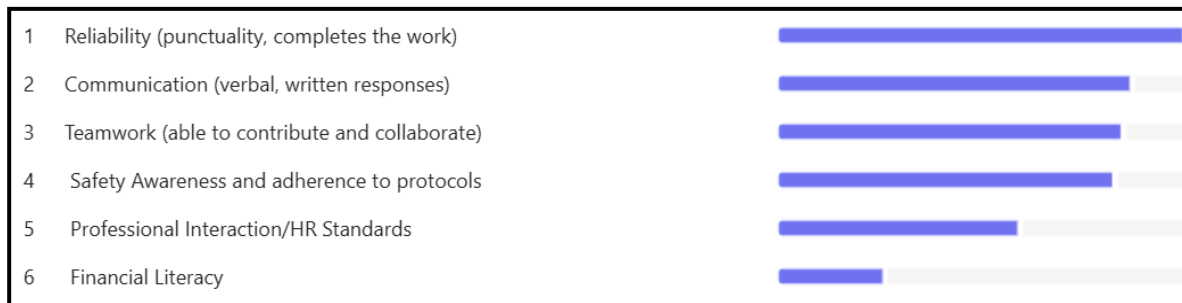 1 Reliability (punctuality, completes the work)
2 Communication (verbal, written responses)
3 Teamwork (able to contribute and collaborate)
4 Safety Awareness and adherence to protocols
5 Professional Interaction/HR Standards
6 Financial Literacy